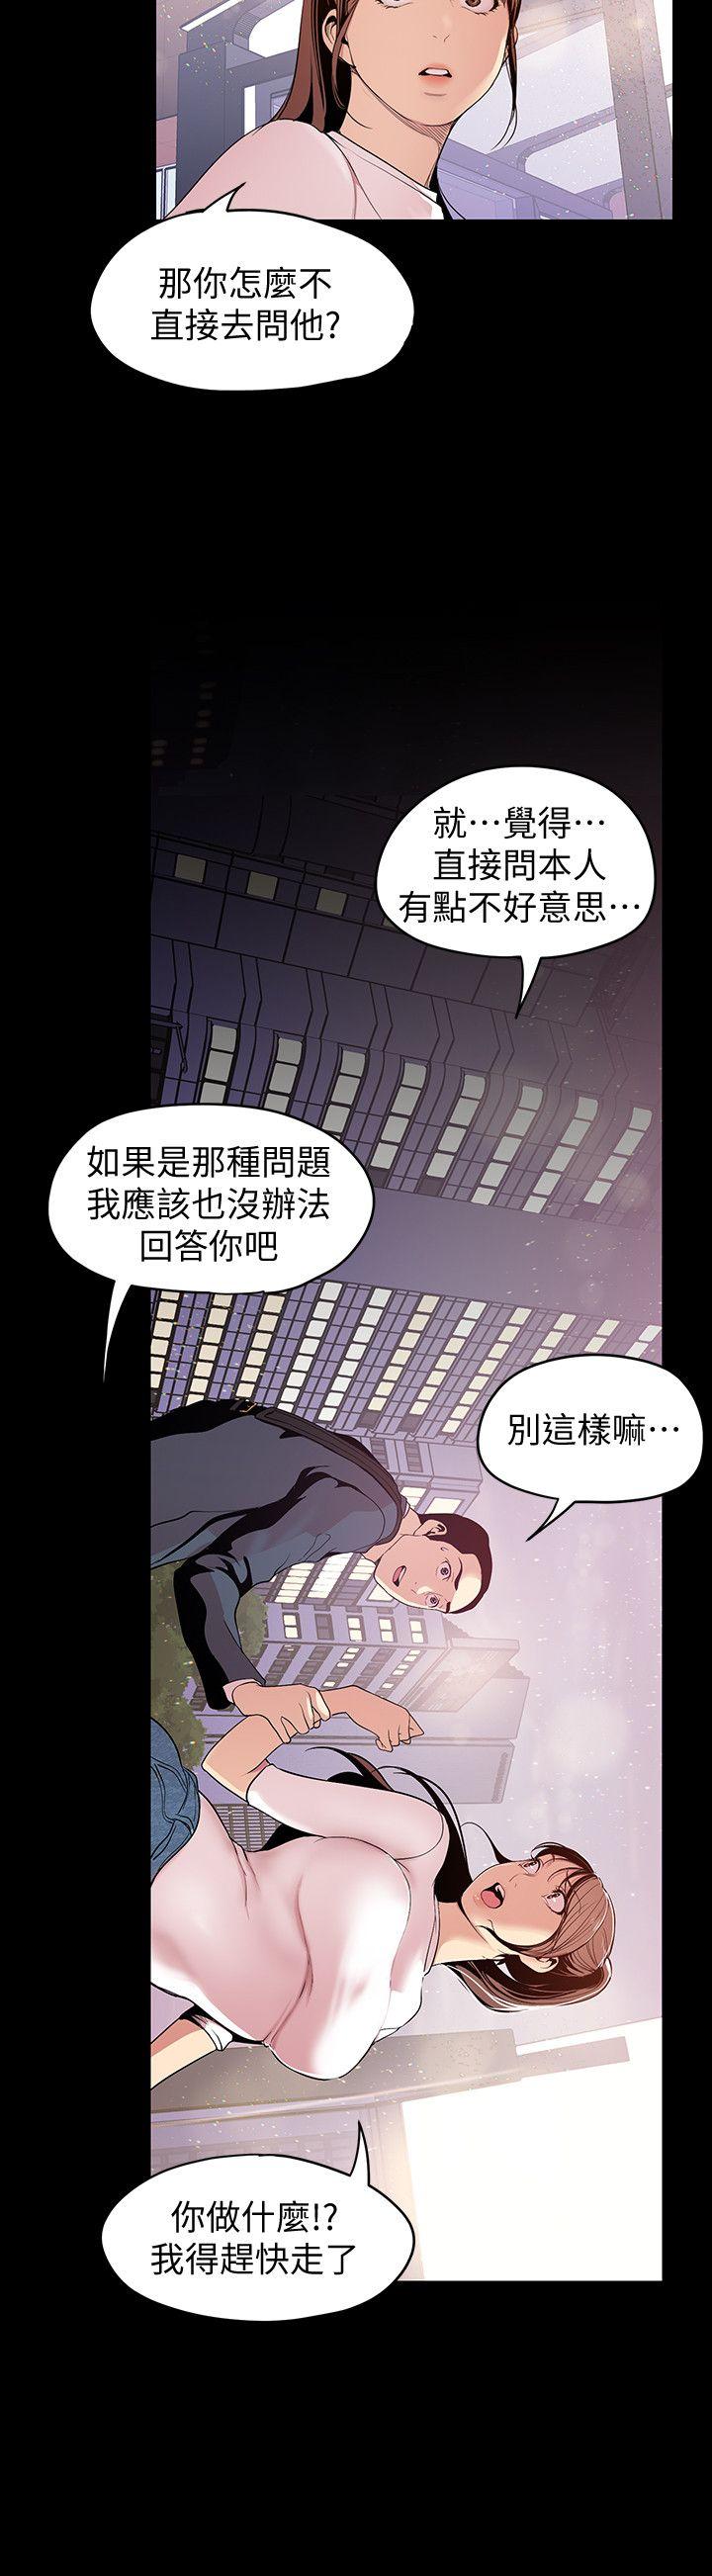 那你怎麼不
直接去問他?
就⋯覺得⋯
直接問本人
有點不好意思⋯
如果是那種問題
我應該也沒辦法
回答你吧
別這樣嘛⋯
你做什麼!?
我得趕快走了